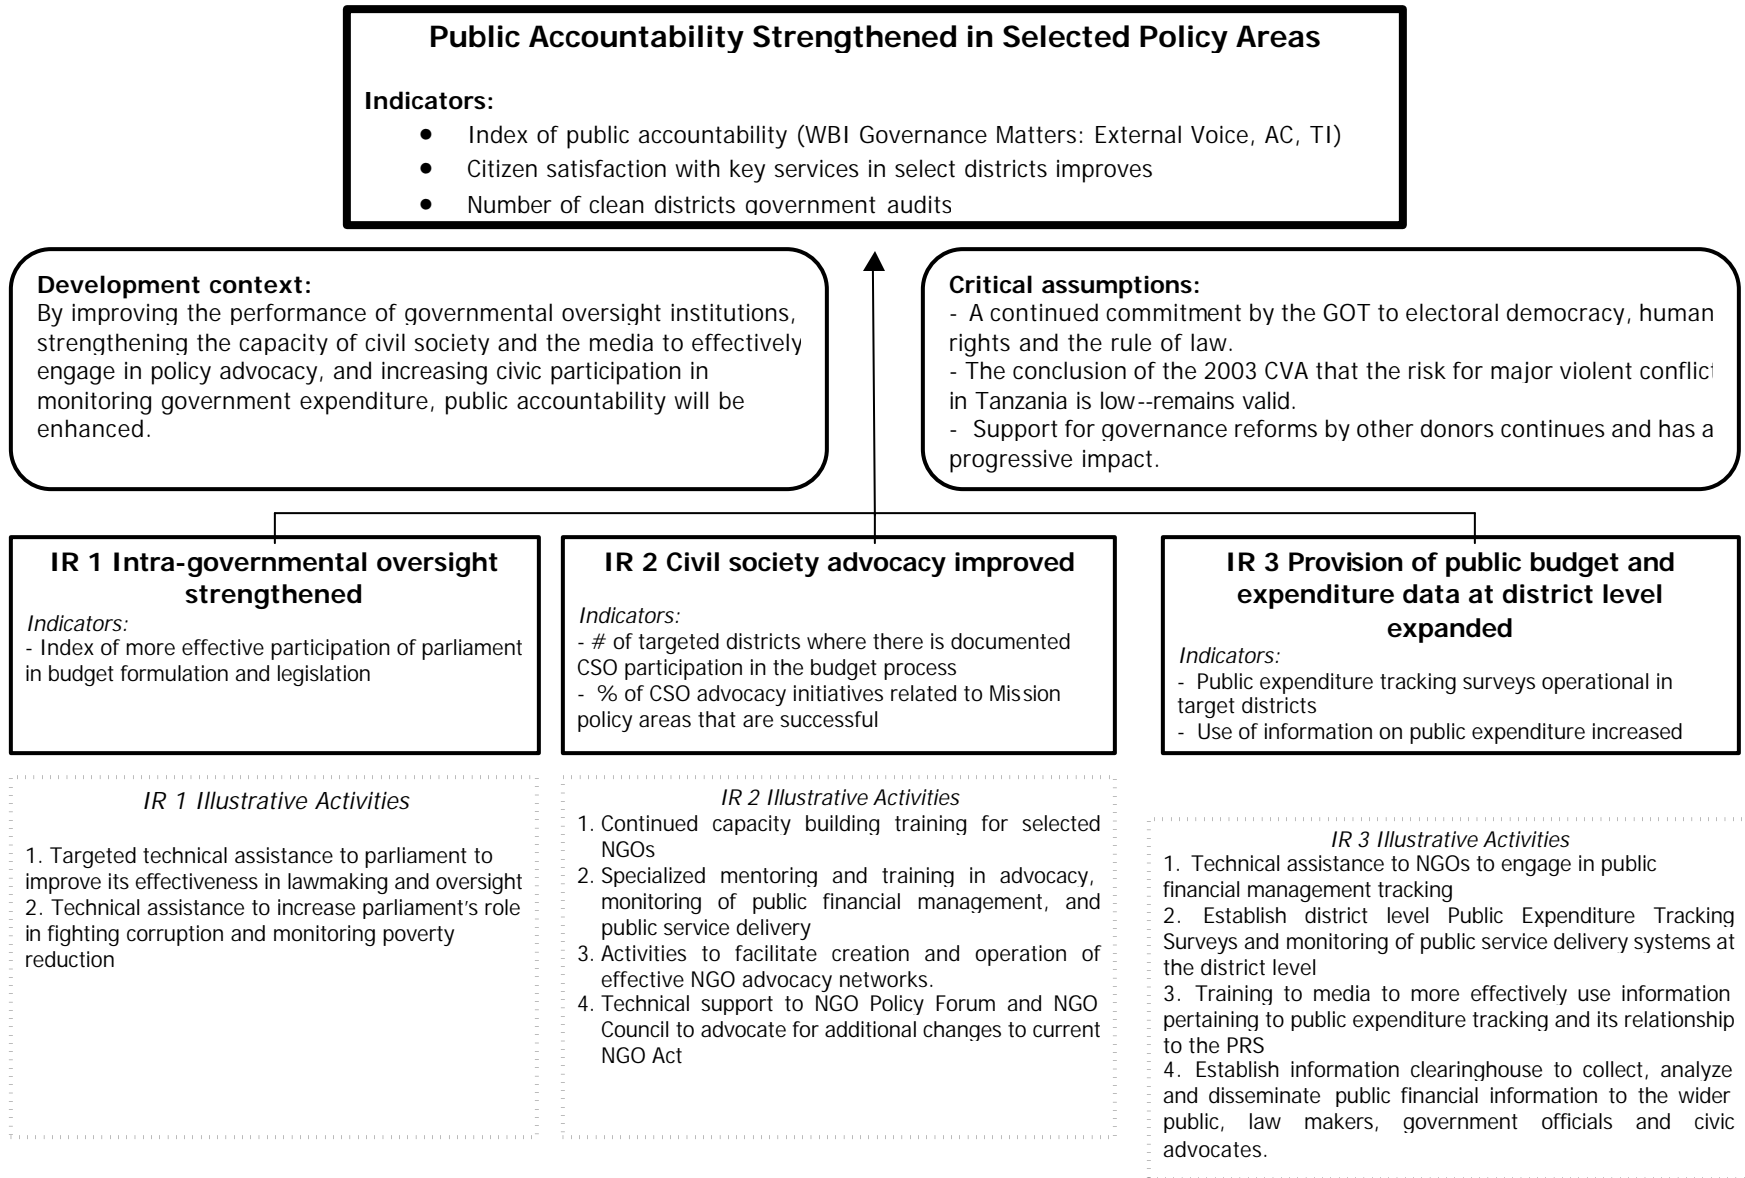 Public Accountability Strengthened in Selected Policy Areas
Indicators:
● Index of public accountability (WBI Governance Matters: External Voice, AC, TI)
● Citizen satisfaction with key services in select districts improves
● Number of clean districts government audits
Development context:
By improving the performance of governmental oversight institutions,
strengthening the capacity of civil society and the media to effectively
engage in policy advocacy, and increasing civic participation in
monitoring government expenditure, public accountability will be
enhanced.
Critical assumptions:
- A continued commitment by the GOT to electoral democracy, human
rights and the rule of law.
- The conclusion of the 2003 CVA that the risk for major violent conflict
in Tanzania is low--remains valid.
- Support for governance reforms by other donors continues and has a
progressive impact.
IR 1 Intra-governmental oversight
strengthened
Indicators:
- Index of more effective participation of parliament
in budget formulation and legislation
IR 2 Civil society advocacy improved
Indicators:
- # of targeted districts where there is documented
CSO participation in the budget process
- % of CSO advocacy initiatives related to Mission
policy areas that are successful
IR 3 Provision of public budget and
expenditure data at district level
expanded
Indicators:
- Public expenditure tracking surveys operational in
target districts
- Use of information on public expenditure increased
IR 1 Illustrative Activities
1. Targeted technical assistance to parliament to
improve its effectiveness in lawmaking and oversight
2. Technical assistance to increase parliament's role
in fighting corruption and monitoring poverty
reduction
IR 2 Illustrative Activities
1. Continued capacity building training for selected
NGOs
2. Specialized mentoring and training in advocacy,
monitoring of public financial management, and
public service delivery
3. Activities to facilitate creation and operation of
effective NGO advocacy networks.
4. Technical support to NGO Policy Forum and NGO
Council to advocate for additional changes to current
NGO Act
IR 3 Illustrative Activities
1. Technical assistance to NGOs to engage in public
financial management tracking
2. Establish district level Public Expenditure Tracking
Surveys and monitoring of public service delivery systems at
the district level
3. Training to media to more effectively use information
pertaining to public expenditure tracking and its relationship
to the PRS
4. Establish information clearinghouse to collect, analyze
and disseminate public financial information to the wider
public, law makers, government officials and civic
advocates.